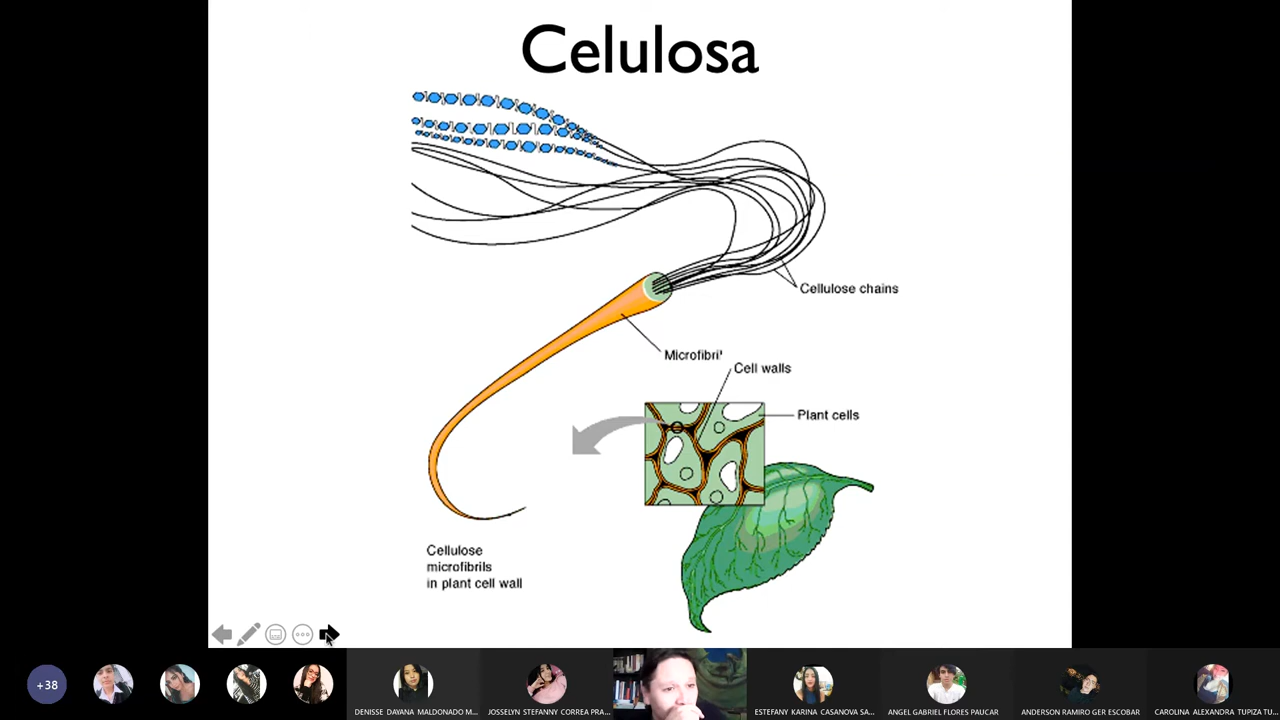 Celulosa
Cellulose chains
Microfibril
Cell walls
Plant cells
Cellulose
microfibrils
in plant cell wall
+38
DENISSE DAYANA MALDONADO M...
JOSSELYN STEFANNY CORREA PRA...
ESTEFANY KARINA CASANOVA SA...
ANGEL GABRIEL FLORES PAUCAR
ANDERSON RAMIRO GER ESCOBAR
CAROLINA ALEXANDRA TUPIZA TU...